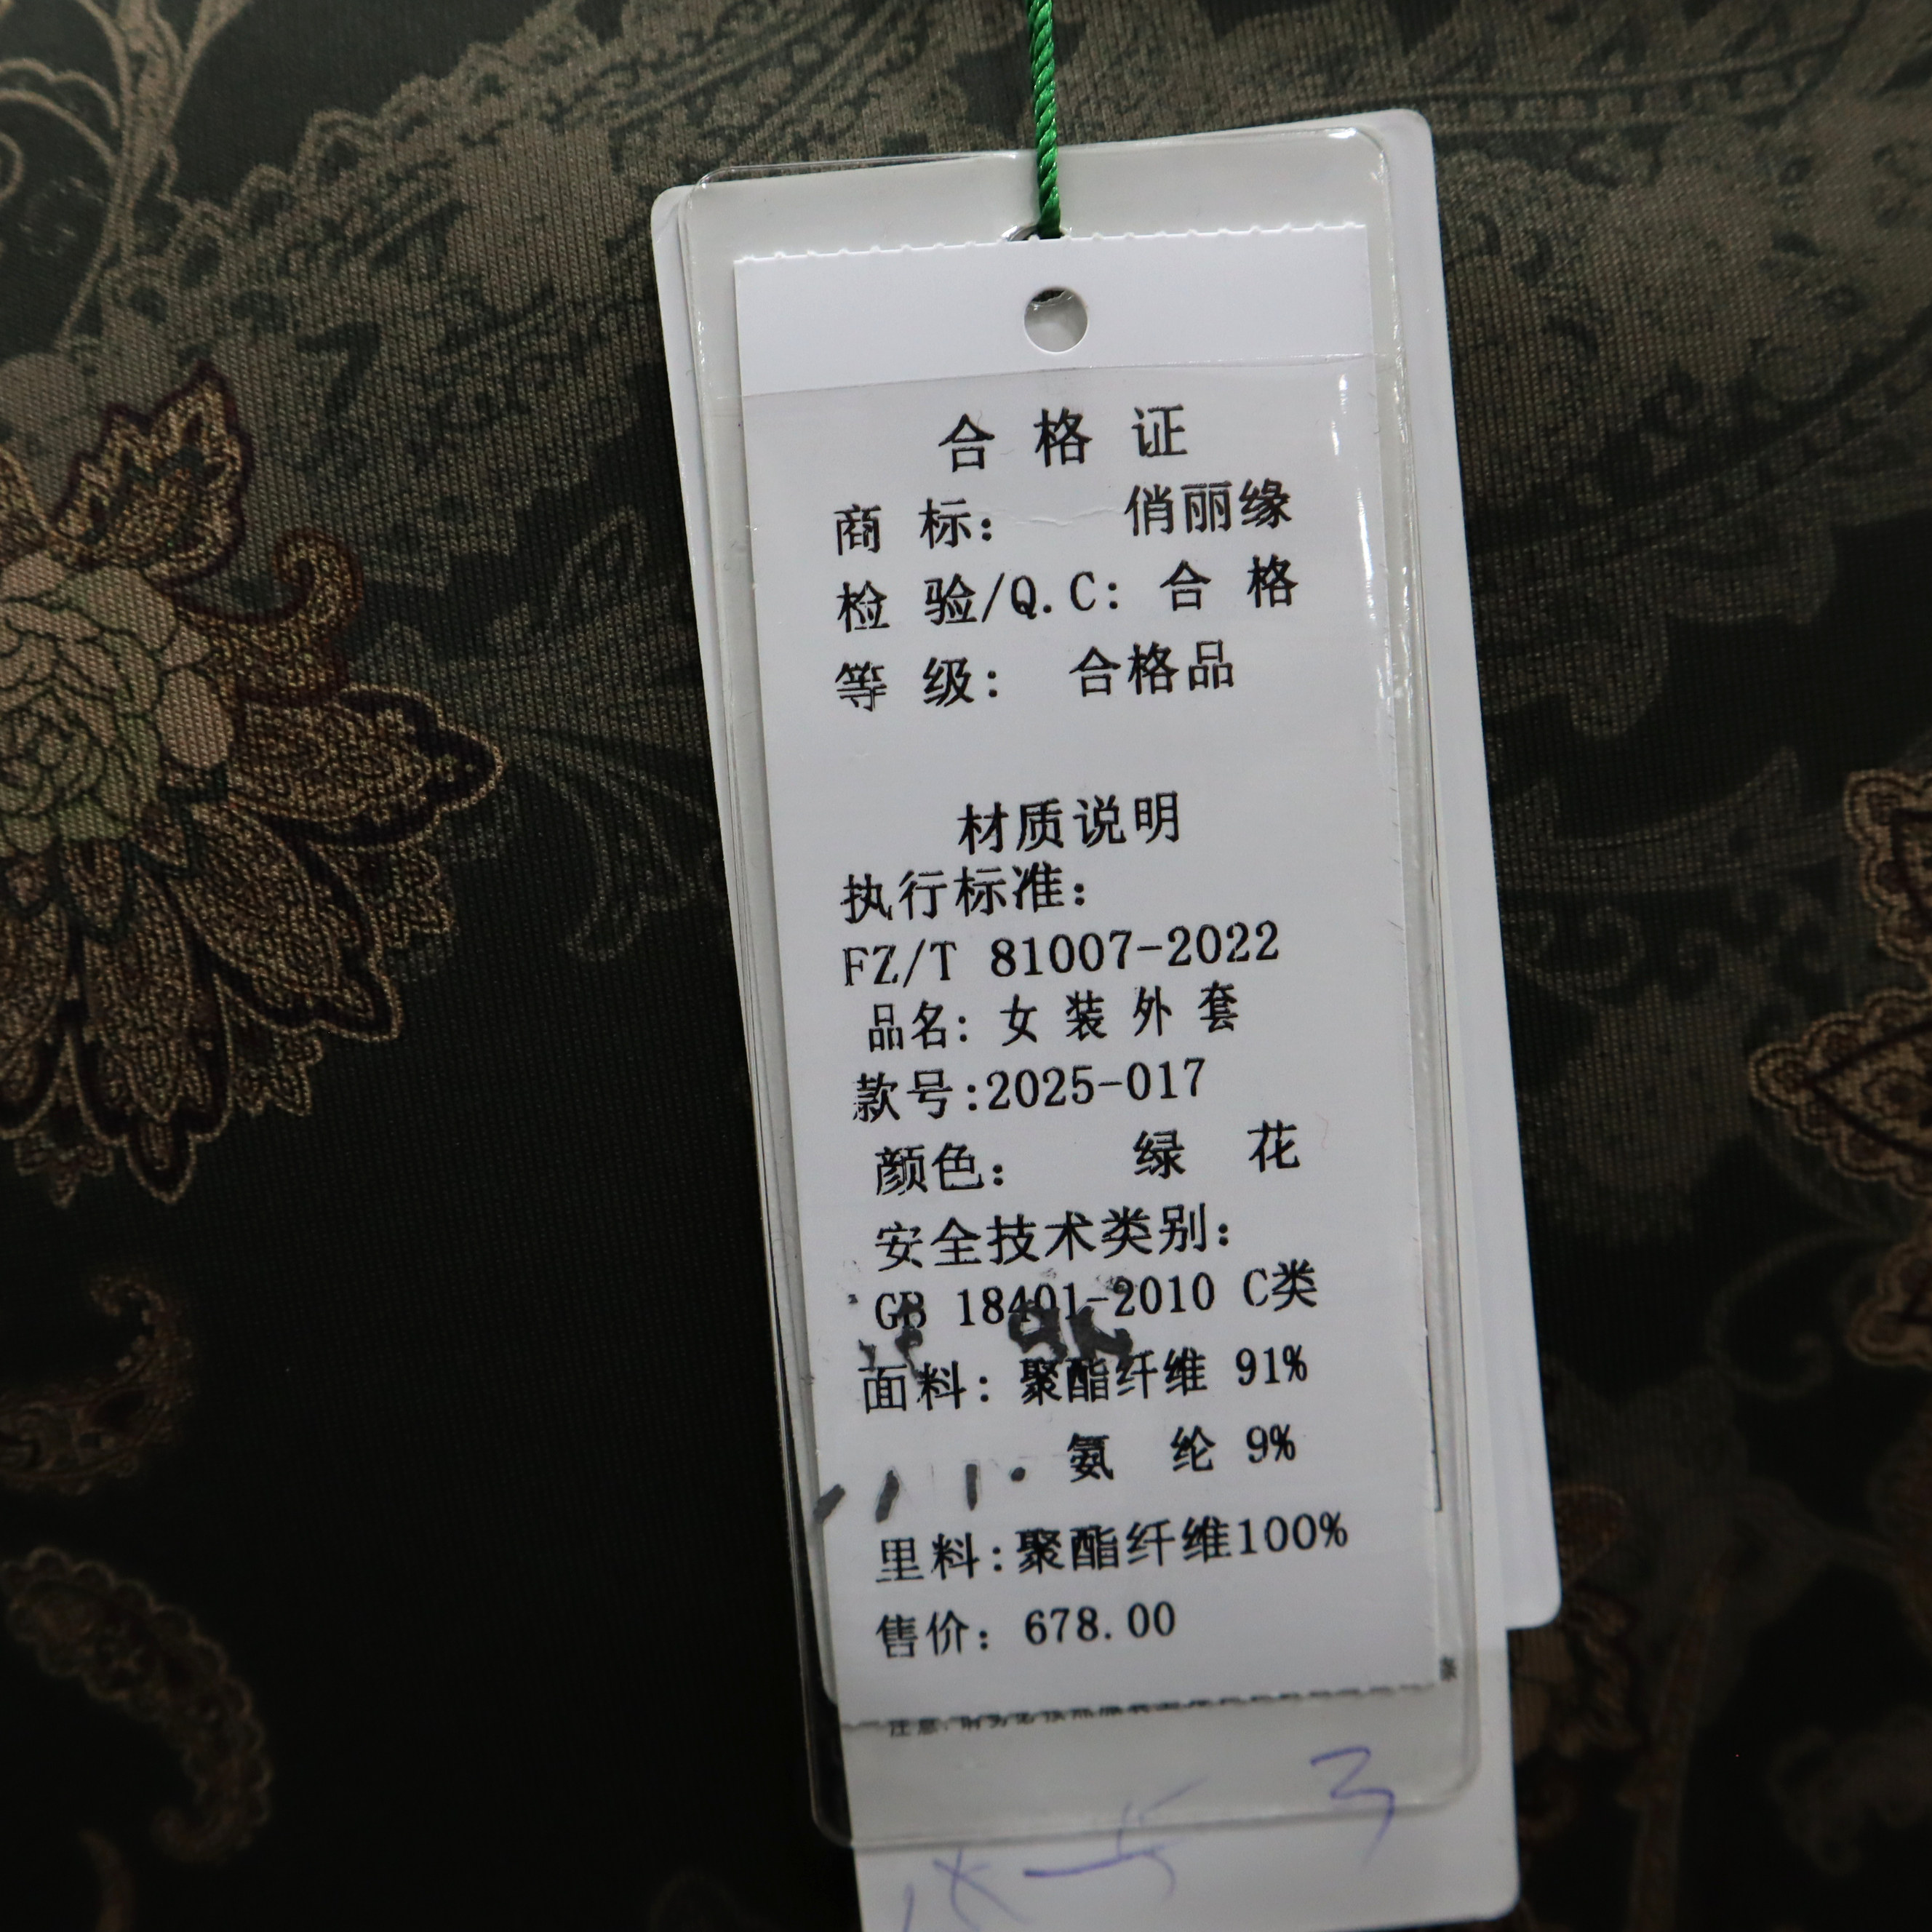 合 格 证
商 标: 俏丽缘
检 验/Q.C: 合 格
等 级: 合格品
材质说明
执行标准:
FZ/T 81007-2022
品名: 女 装 外 套
款号:2025-017
颜色: 绿 花
安全技术类别:
GB 18401-2010 C类
面料: 聚酯纤维 91%
氨 纶 9%
里料:聚酯纤维100%
售价: 678.00
注意:
3